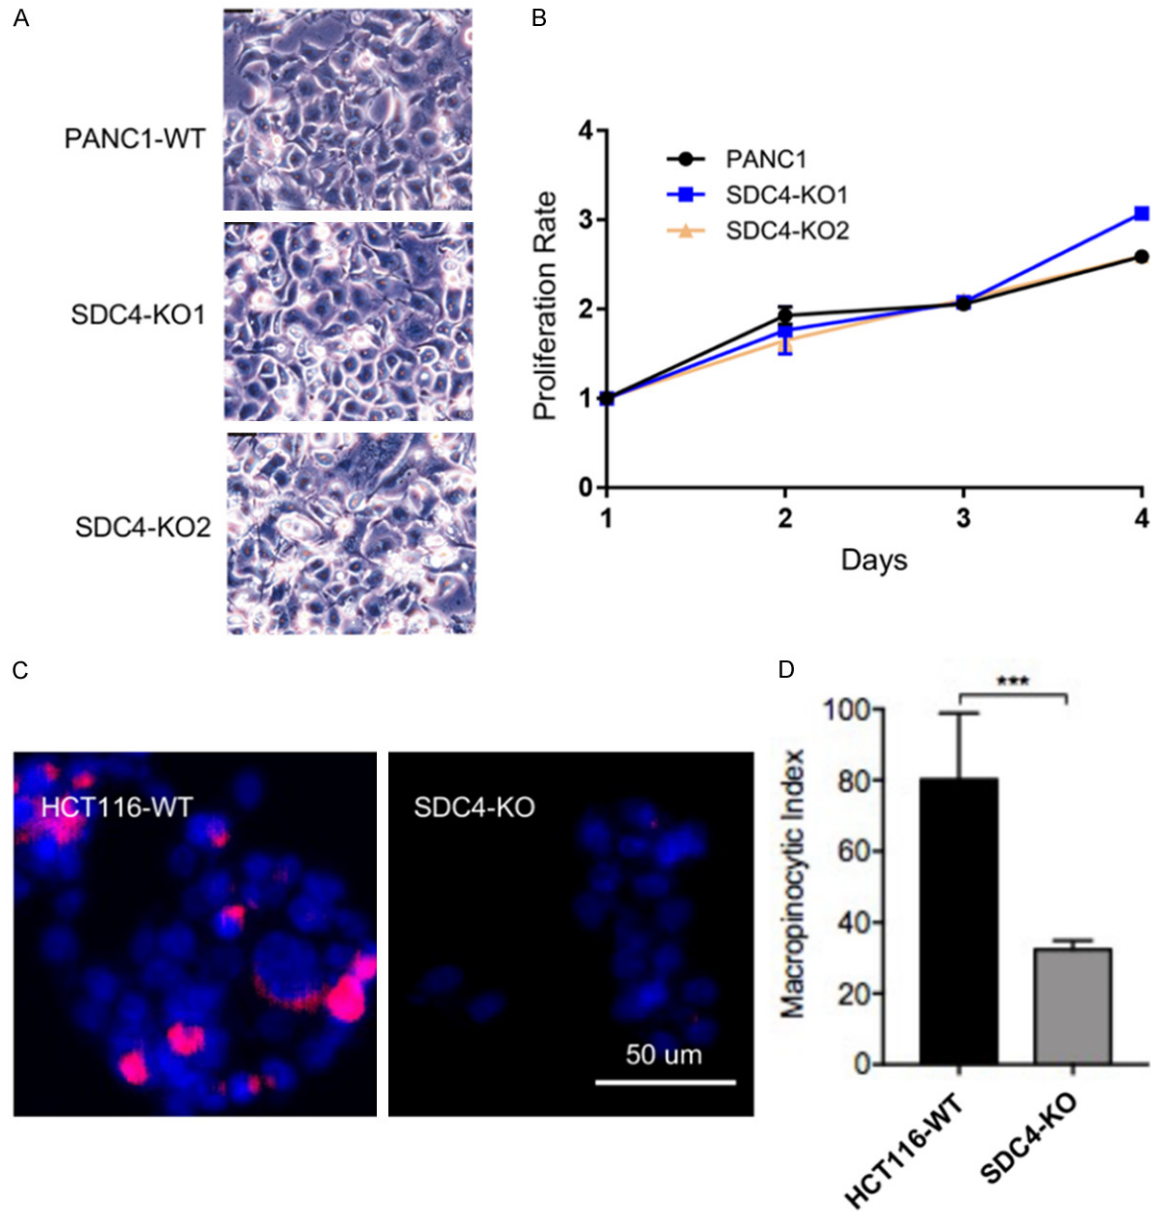 A
B
PANC1-WT
SDC4-KO1
SDC4-KO2
4
3
2
1
0
Proliferation Rate
PANC1
SDC4-KO1
SDC4-KO2
1 2 3 4
Days
C
D
HCT116-WT
SDC4-KO
50 um
***
100
80
60
40
20
0
Macropinocytic Index
HCT116-WT
SDC4-KO